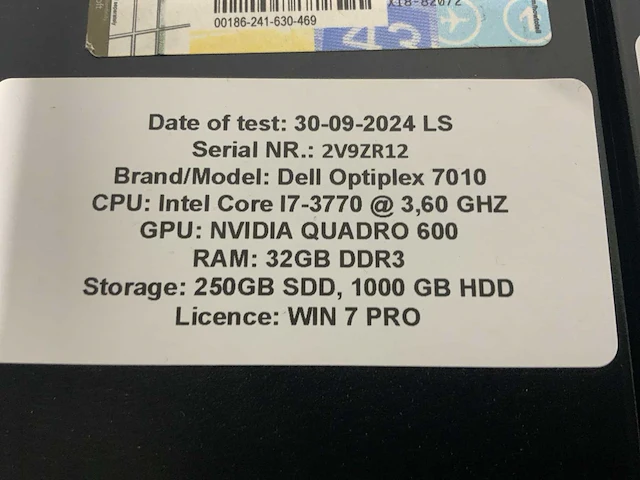 00186-241-630-469
X18-82072
Date of test: 30-09-2024 LS
Serial NR.: 2V9ZR12
Brand/Model: Dell Optiplex 7010
CPU: Intel Core I7-3770 @ 3,60 GHZ
GPU: NVIDIA QUADRO 600
RAM: 32GB DDR3
Storage: 250GB SDD, 1000 GB HDD
Licence: WIN 7 PRO